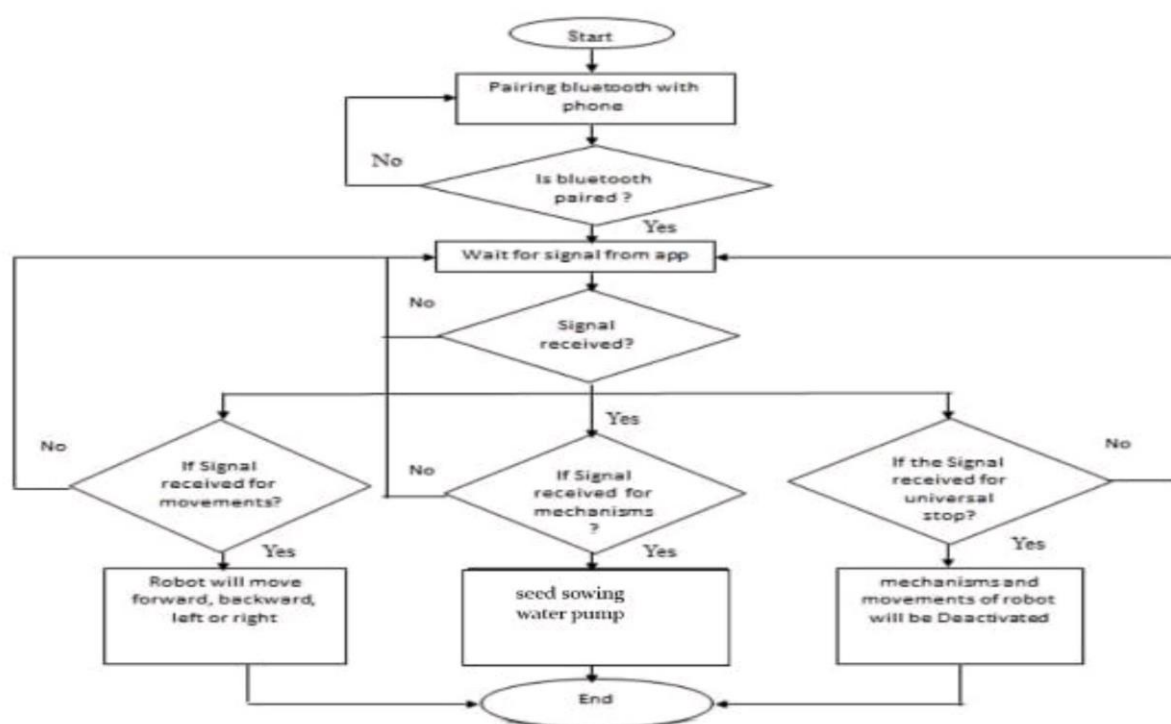 Start
Pairing bluetooth with
phone
No
Is bluetooth
paired ?
Yes
Wait for signal from app
No
Signal
received?
Yes
No
If Signal
received for
movements?
No
If Signal
received for
mechanisms
?
If the Signal
received for
universal
stop?
No
Yes
Yes
Yes
Robot will move
forward, backward,
left or right
seed sowing
water pump
mechanisms and
movements of robot
will be Deactivated
End